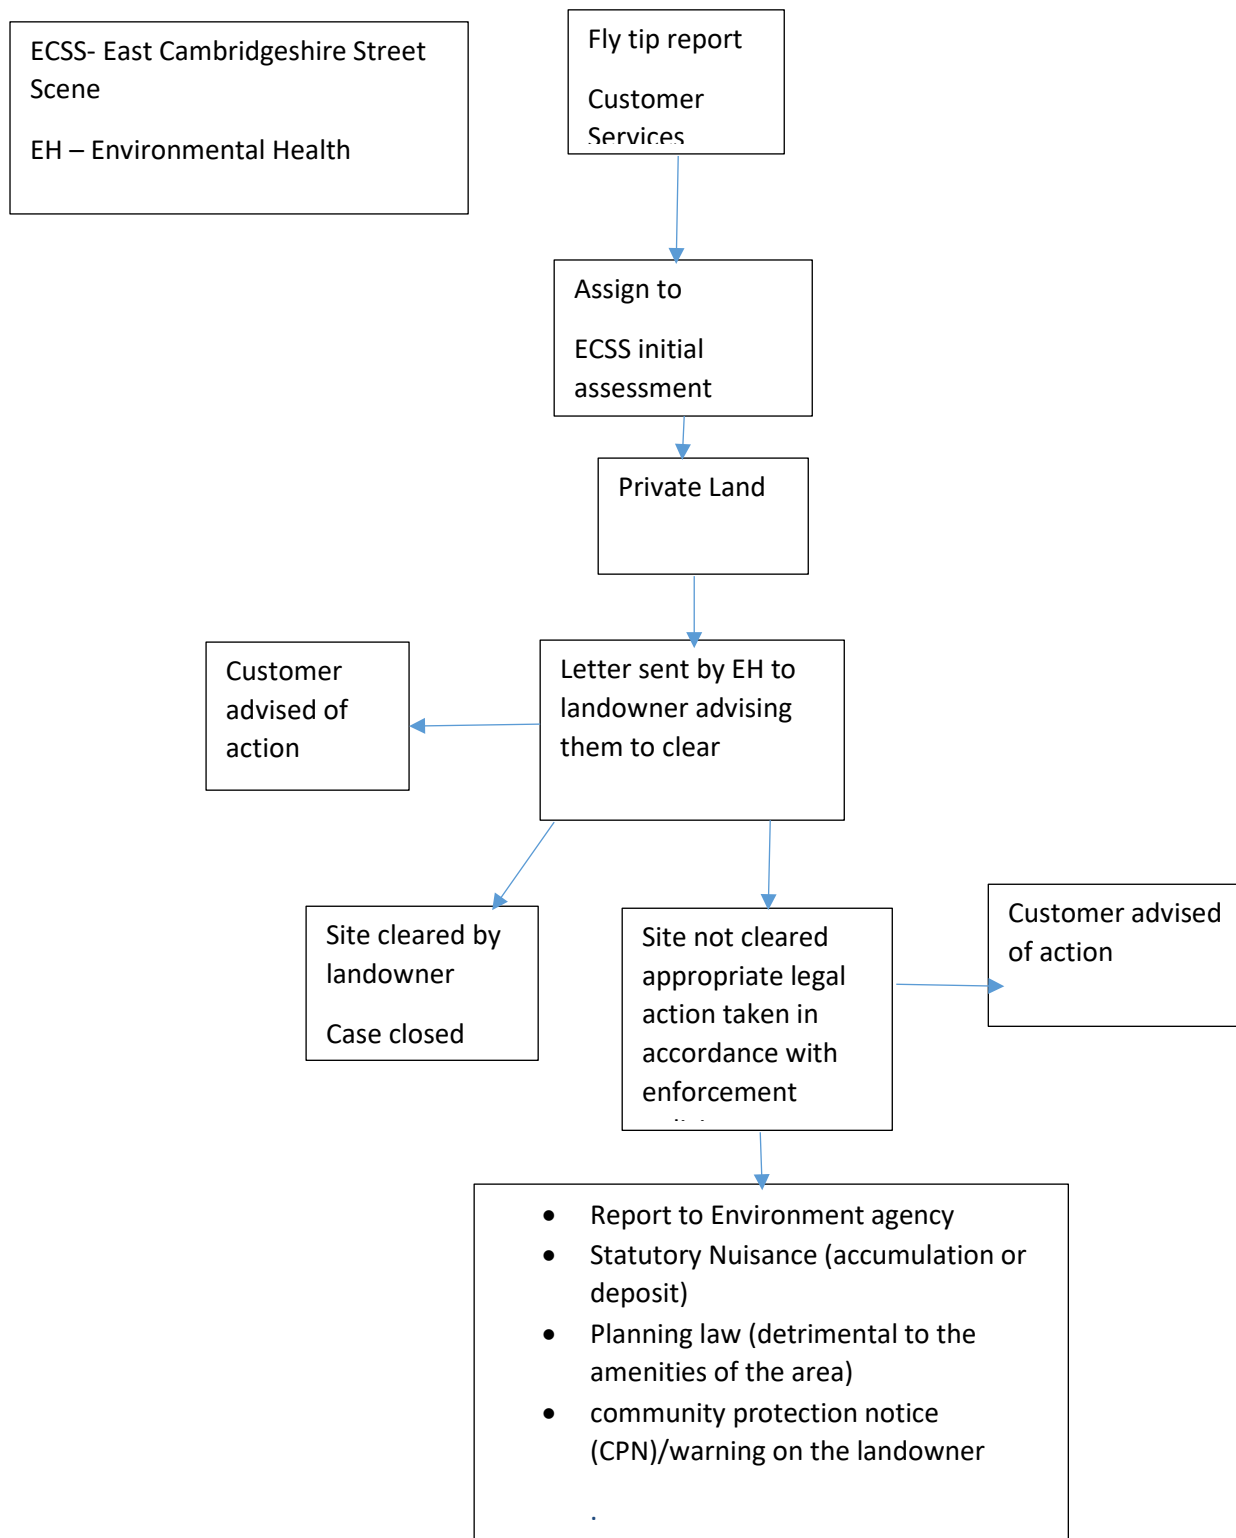 ECSS- East Cambridgeshire Street
Scene
EH – Environmental Health
Fly tip report
Customer
Services
Assign to
ECSS initial
assessment
Private Land
Customer
advised of
action
Letter sent by EH to
landowner advising
them to clear
Site cleared by
landowner
Case closed
Site not cleared
appropriate legal
action taken in
accordance with
enforcement
Customer advised
of action
• Report to Environment agency
• Statutory Nuisance (accumulation or
deposit)
• Planning law (detrimental to the
amenities of the area)
• community protection notice
(CPN)/warning on the landowner
.